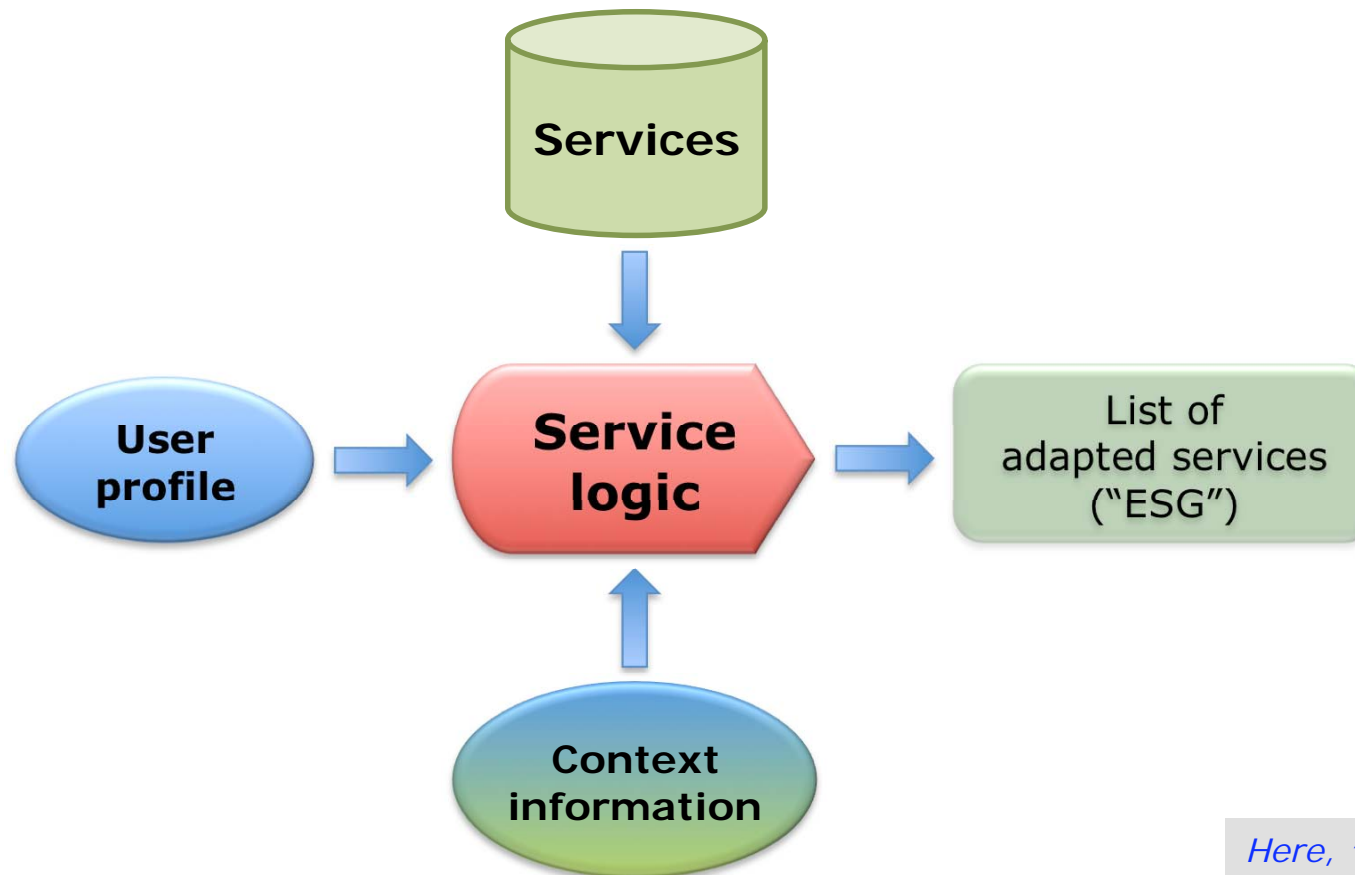 Services
User
profile
Service
logic
List of
adapted services
(“ESG”)
Context
information
Here,